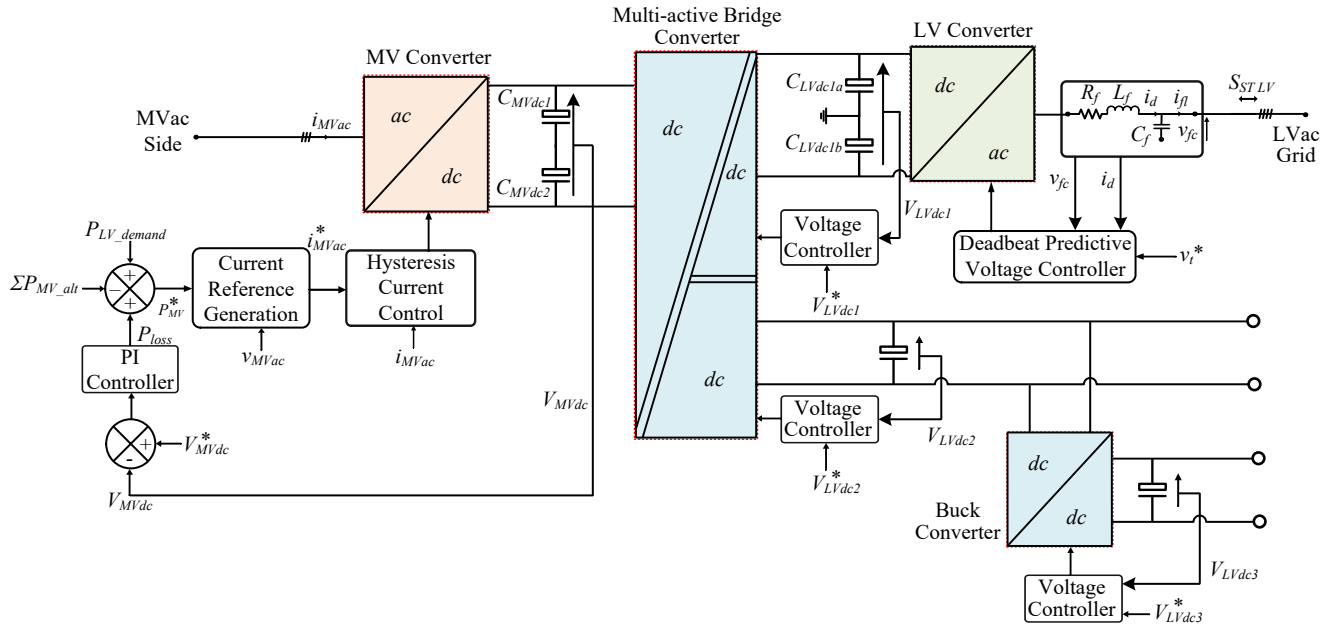 Multi-active Bridge
Converter
MV Converter
LV Converter
MVac
Side
i_MVac
ac
dc
C_MVdc1
C_MVdc2
dc
dc
dc
C_LVdc1a
C_LVdc1b
dc
ac
R_f
L_f
i_d
i_fl
C_f
v_fc
S_ST LV
LVac
Grid
v_fc
i_d
V_LVdc1
Voltage
Controller
V*_LVdc1
Deadbeat Predictive
Voltage Controller
v_t*
P_LV_demand
ΣP_MV_alt
+
−
+
+
P*_MV
P_loss
Current
Reference
Generation
v_MVac
i*_MVac
Hysteresis
Current
Control
i_MVac
PI
Controller
+
-
V*_MVdc
V_MVdc
V_MVdc
Voltage
Controller
V_LVdc2
V*_LVdc2
dc
dc
Buck
Converter
V_LVdc3
Voltage
Controller
V*_LVdc3